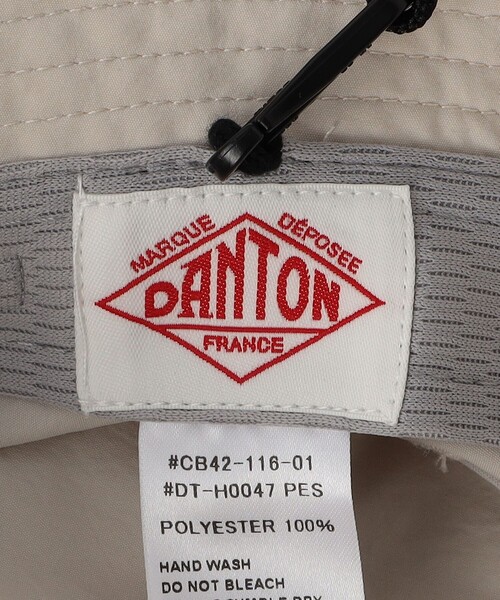 MARQUE DÉPOSEE
DANTON
FRANCE
#CB42-116-01
#DT-H0047 PES
POLYESTER 100%
HAND WASH
DO NOT BLEACH